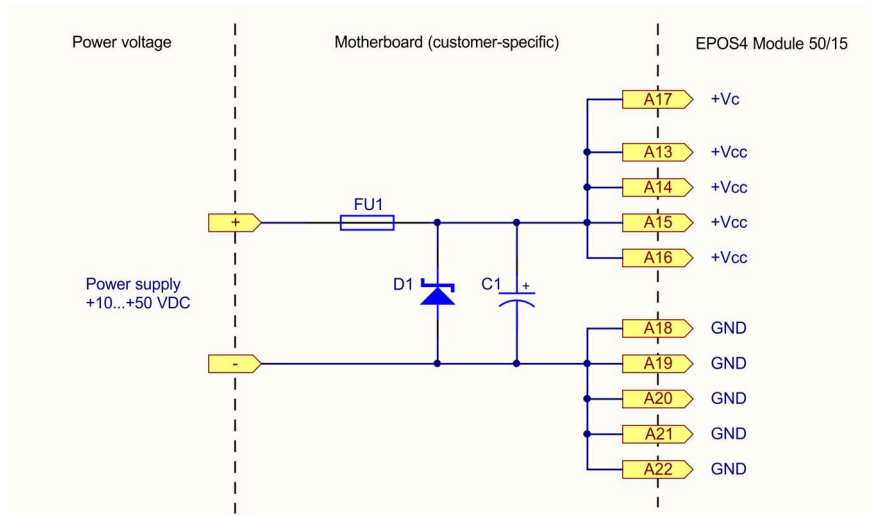 Power voltage
Motherboard (customer-specific)
EPOS4 Module 50/15
A17 +Vc
A13 +Vcc
A14 +Vcc
FU1
+ A15 +Vcc
A16 +Vcc
Power supply
+10...+50 VDC
D1 C1 +
A18 GND
- A19 GND
A20 GND
A21 GND
A22 GND